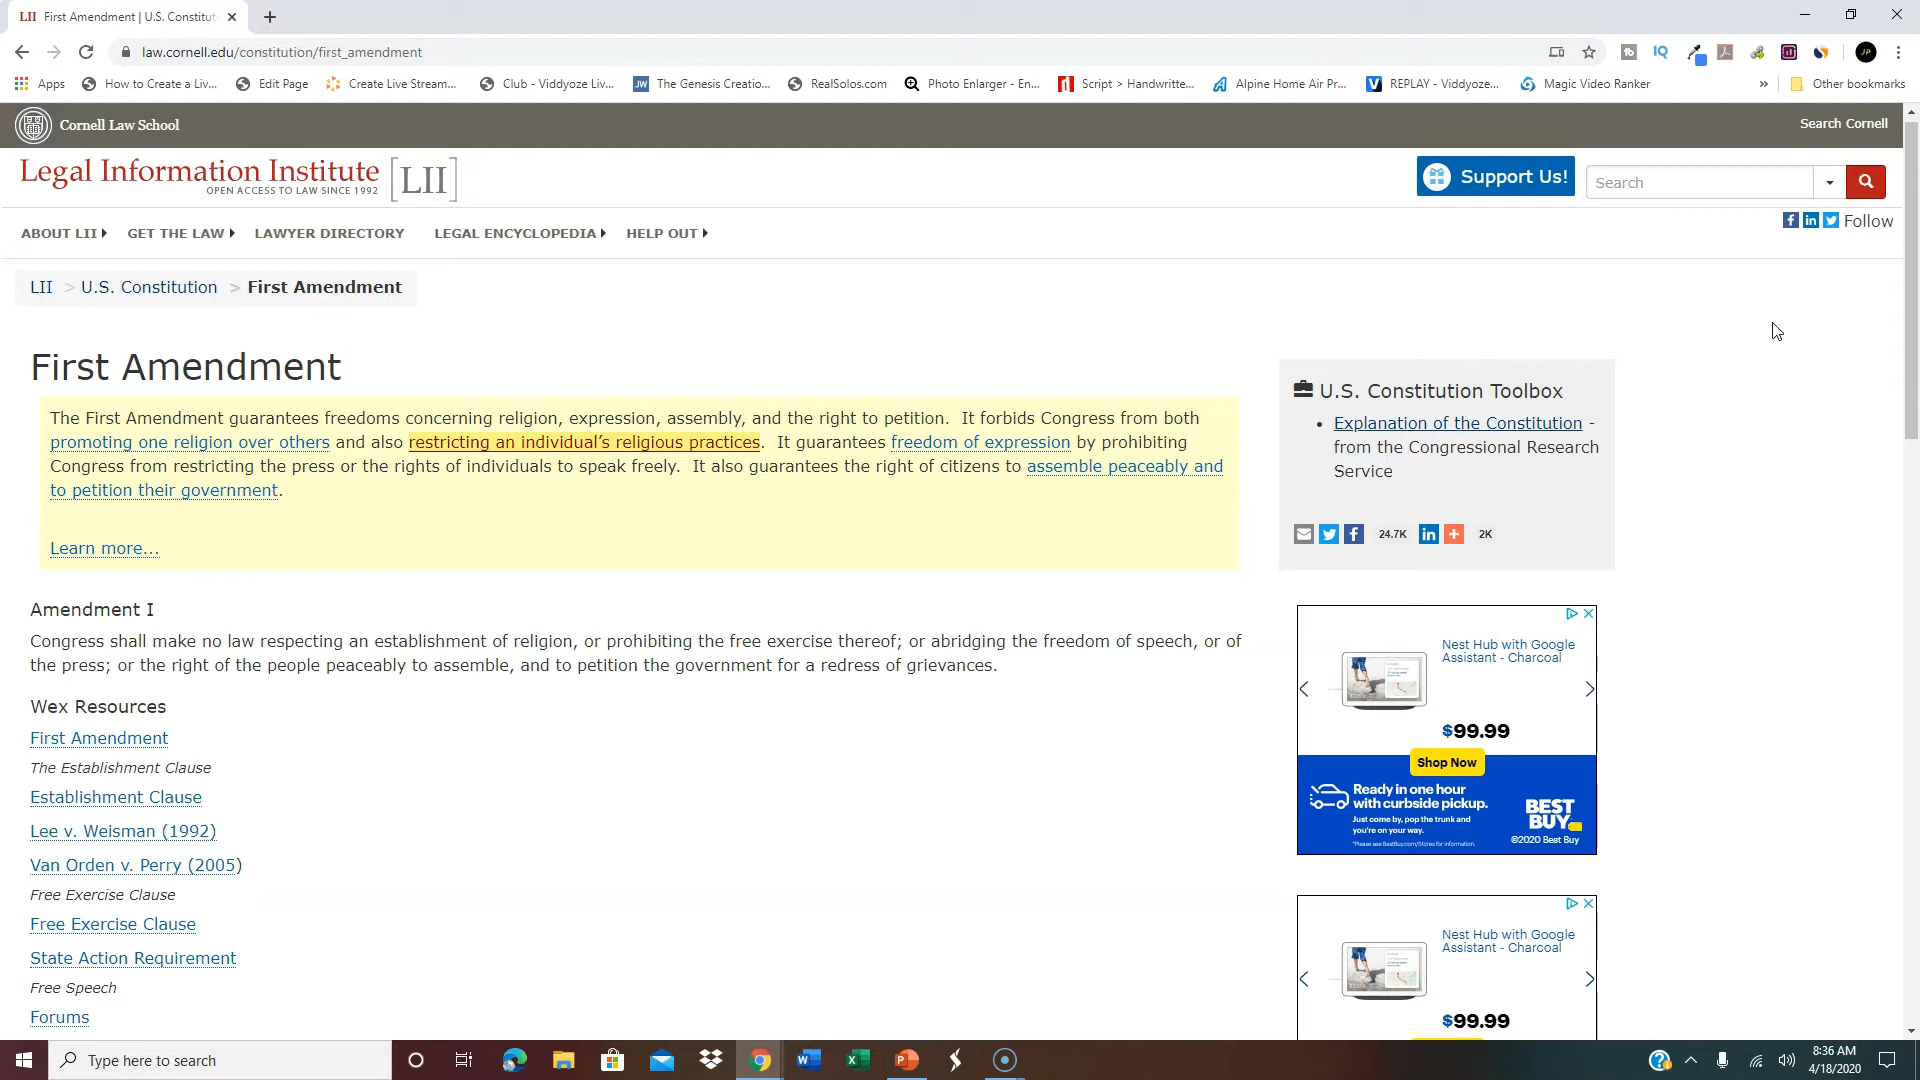 LII First Amendment | U.S. Constitut
law.cornell.edu/constitution/first_amendment
Apps How to Create a Liv... Edit Page Create Live Stream... Club - Viddyoze Liv... JW The Genesis Creatio... RealSolos.com Photo Enlarger - En... Script > Handwritte... Alpine Home Air Pr... REPLAY - Viddyoze... Magic Video Ranker » Other bookmarks
Cornell Law School
Search Cornell
Legal Information Institute [LII]
OPEN ACCESS TO LAW SINCE 1992
Support Us!
Search
Follow
ABOUT LII GET THE LAW LAWYER DIRECTORY LEGAL ENCYCLOPEDIA HELP OUT
LII > U.S. Constitution > First Amendment
First Amendment
The First Amendment guarantees freedoms concerning religion, expression, assembly, and the right to petition. It forbids Congress from both
promoting one religion over others and also restricting an individual’s religious practices. It guarantees freedom of expression by prohibiting
Congress from restricting the press or the rights of individuals to speak freely. It also guarantees the right of citizens to assemble peaceably and
to petition their government.
Learn more...
Amendment I
Congress shall make no law respecting an establishment of religion, or prohibiting the free exercise thereof; or abridging the freedom of speech, or of
the press; or the right of the people peaceably to assemble, and to petition the government for a redress of grievances.
Wex Resources
First Amendment
The Establishment Clause
Establishment Clause
Lee v. Weisman (1992)
Van Orden v. Perry (2005)
Free Exercise Clause
Free Exercise Clause
State Action Requirement
Free Speech
Forums
U.S. Constitution Toolbox
• Explanation of the Constitution -
from the Congressional Research
Service
24.7K 2K
Nest Hub with Google
Assistant - Charcoal
$99.99
Shop Now
Ready in one hour
with curbside pickup.
Just come by, pop the trunk and
you're on your way.
*Please see BestBuy.com/Stores for information.
BEST
BUY
©2020 Best Buy
Nest Hub with Google
Assistant - Charcoal
$99.99
Type here to search
8:36 AM
4/18/2020